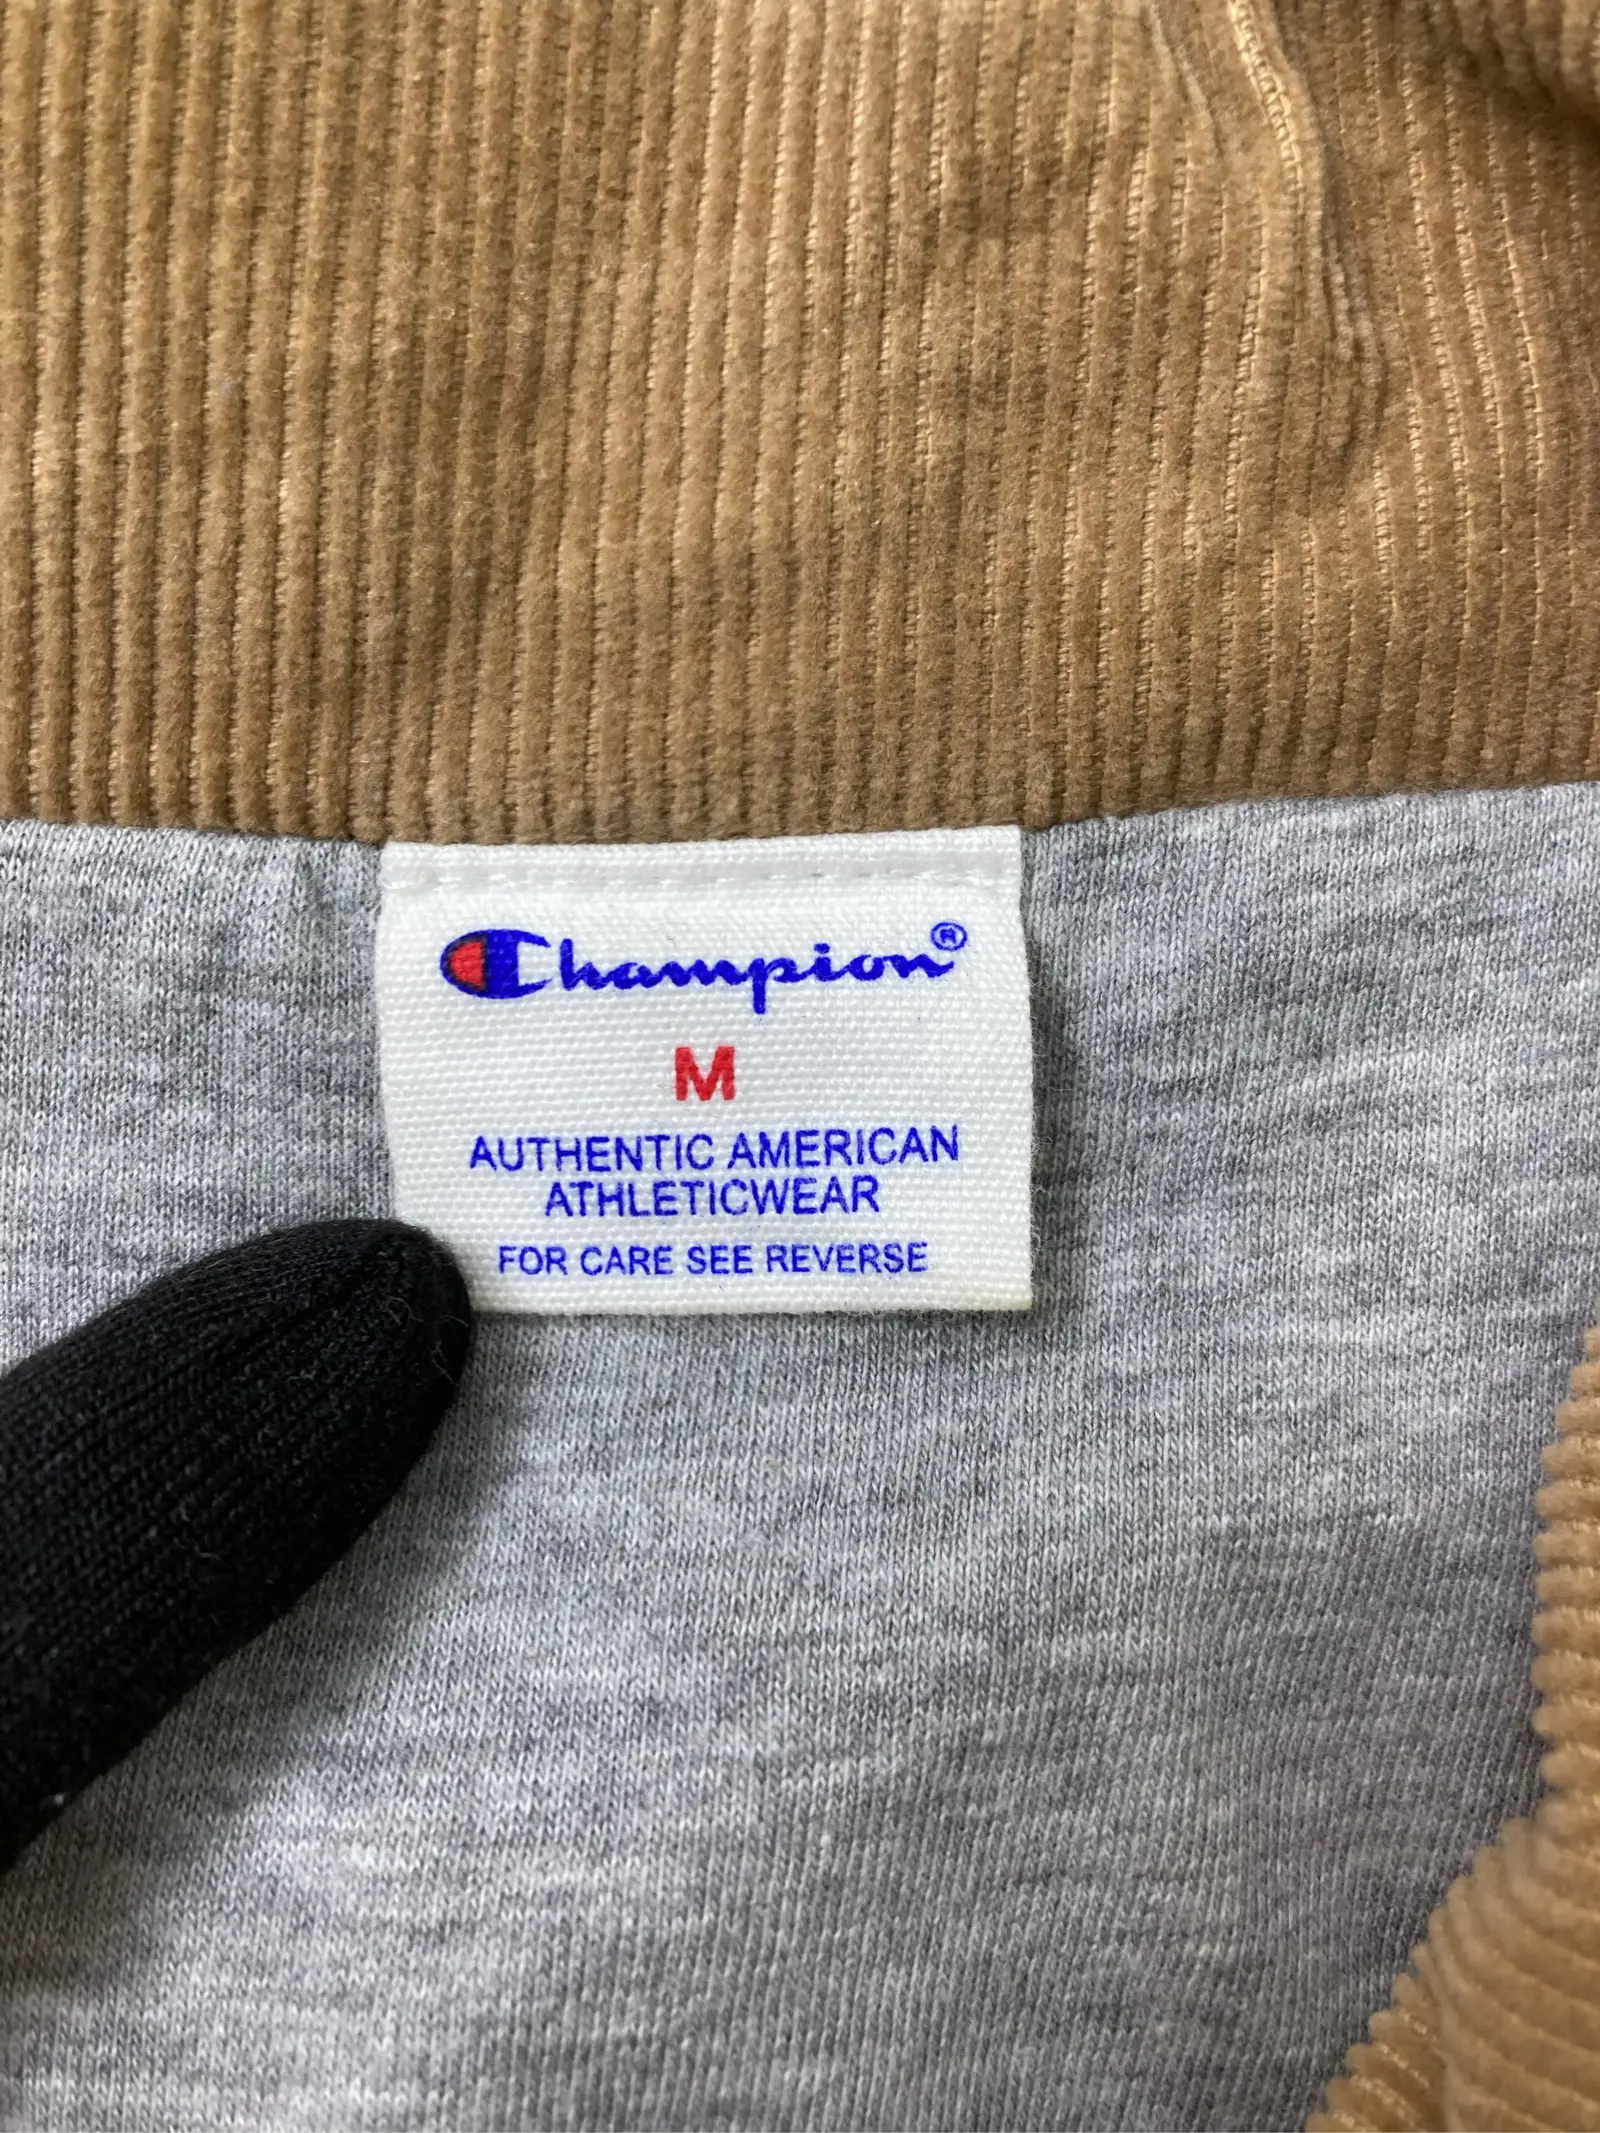 Champion®
M
AUTHENTIC AMERICAN
ATHLETICWEAR
FOR CARE SEE REVERSE